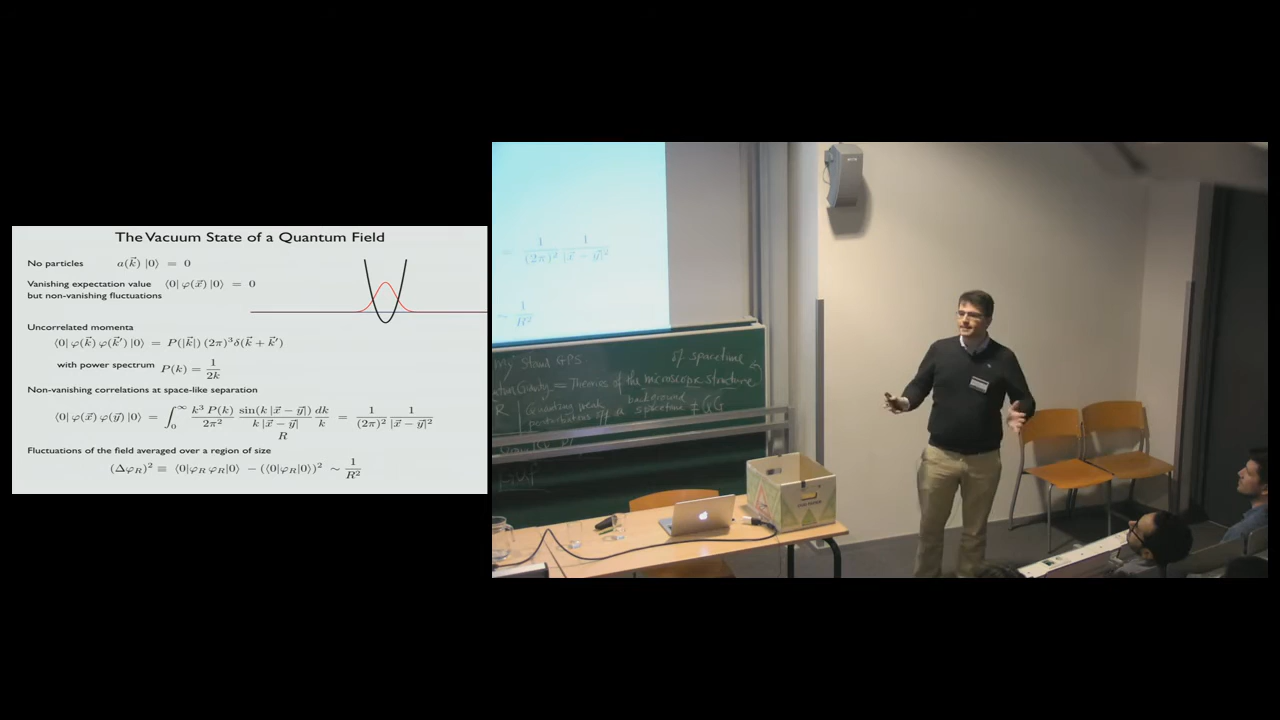 The Vacuum State of a Quantum Field
No particles a(k⃗) |0⟩ = 0
Vanishing expectation value ⟨0| φ(x⃗) |0⟩ = 0
but non-vanishing fluctuations
Uncorrelated momenta
⟨0| φ(k⃗) φ(k⃗′) |0⟩ = P(|k⃗|) (2π)³δ(k⃗ + k⃗′)
with power spectrum P(k) = 1/2k
Non-vanishing correlations at space-like separation
⟨0| φ(x⃗) φ(y⃗) |0⟩ = ∫₀^∞ k³ P(k)/2π² sin(k |x⃗ − y⃗|)/k |x⃗ − y⃗| dk/k = 1/(2π)² 1/|x⃗ − y⃗|²
R
Fluctuations of the field averaged over a region of size
(Δφ_R)² ≡ ⟨0|φ_R φ_R|0⟩ − (⟨0|φ_R|0⟩)² ∼ 1/R²
= 1/(2π)² 1/|x⃗ − y⃗|²
∼ 1/R²
GPS
of spacetime
Gravity = Theories of the microscopic structure
R
weak background
perturbations off a spacetime ≠ QG